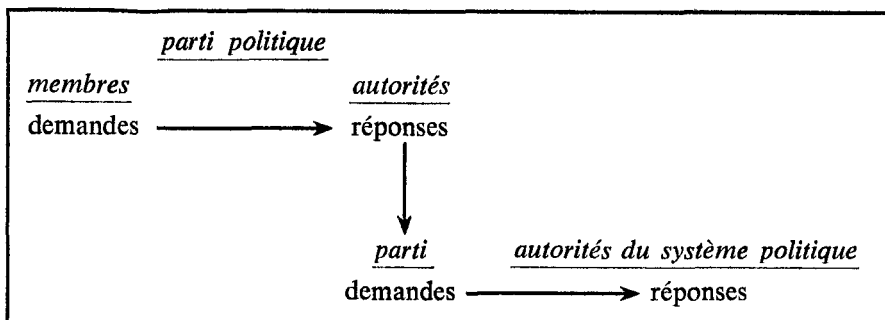 parti politique
membres autorités
demandes réponses
parti autorités du système politique
demandes réponses